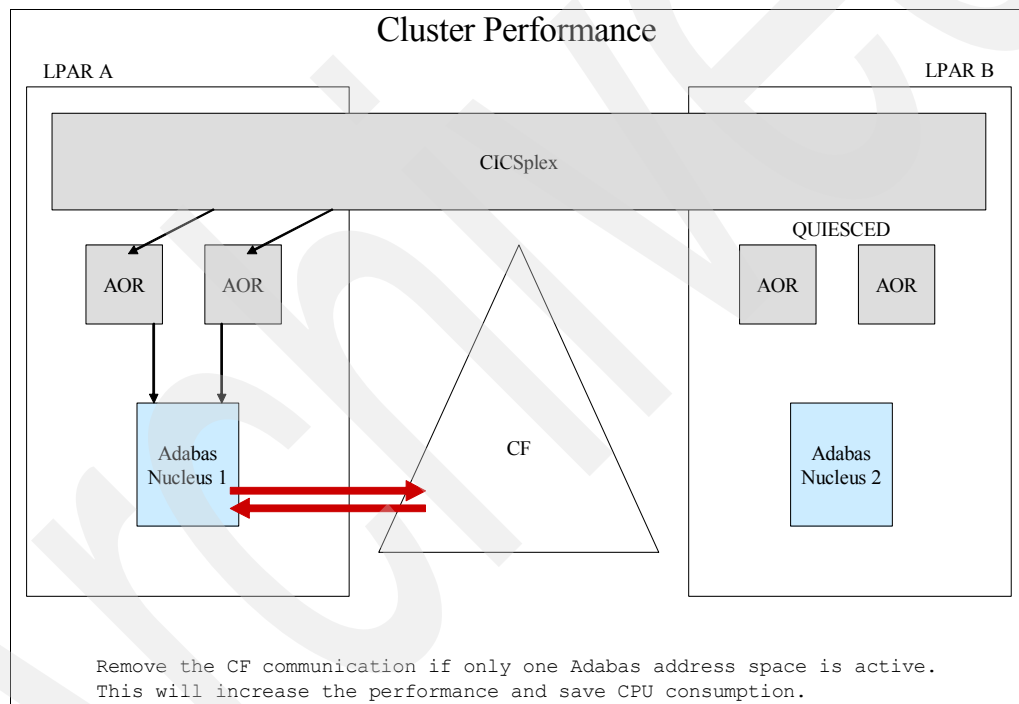 Cluster Performance
LPAR A
LPAR B
CICSplex
QUIESCED
AOR
AOR
AOR
AOR
Adabas
Nucleus 1
CF
Adabas
Nucleus 2
Remove the CF communication if only one Adabas address space is active.
This will increase the performance and save CPU consumption.